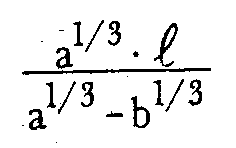 a^{1/3} · ℓ
a^{1/3} - b^{1/3}